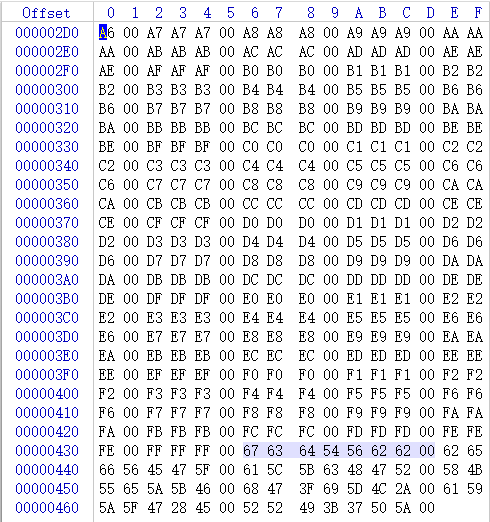 Offset 0 1 2 3 4 5 6 7 8 9 A B C D E F
000002D0 A6 00 A7 A7 A7 00 A8 A8 A8 00 A9 A9 A9 00 AA AA
000002E0 AA 00 AB AB AB 00 AC AC AC 00 AD AD AD 00 AE AE
000002F0 AE 00 AF AF AF 00 B0 B0 B0 00 B1 B1 B1 00 B2 B2
00000300 B2 00 B3 B3 B3 00 B4 B4 B4 00 B5 B5 B5 00 B6 B6
00000310 B6 00 B7 B7 B7 00 B8 B8 B8 00 B9 B9 B9 00 BA BA
00000320 BA 00 BB BB BB 00 BC BC BC 00 BD BD BD 00 BE BE
00000330 BE 00 BF BF BF 00 C0 C0 C0 00 C1 C1 C1 00 C2 C2
00000340 C2 00 C3 C3 C3 00 C4 C4 C4 00 C5 C5 C5 00 C6 C6
00000350 C6 00 C7 C7 C7 00 C8 C8 C8 00 C9 C9 C9 00 CA CA
00000360 CA 00 CB CB CB 00 CC CC CC 00 CD CD CD 00 CE CE
00000370 CE 00 CF CF CF 00 D0 D0 D0 00 D1 D1 D1 00 D2 D2
00000380 D2 00 D3 D3 D3 00 D4 D4 D4 00 D5 D5 D5 00 D6 D6
00000390 D6 00 D7 D7 D7 00 D8 D8 D8 00 D9 D9 D9 00 DA DA
000003A0 DA 00 DB DB DB 00 DC DC DC 00 DD DD DD 00 DE DE
000003B0 DE 00 DF DF DF 00 E0 E0 E0 00 E1 E1 E1 00 E2 E2
000003C0 E2 00 E3 E3 E3 00 E4 E4 E4 00 E5 E5 E5 00 E6 E6
000003D0 E6 00 E7 E7 E7 00 E8 E8 E8 00 E9 E9 E9 00 EA EA
000003E0 EA 00 EB EB EB 00 EC EC EC 00 ED ED ED 00 EE EE
000003F0 EE 00 EF EF EF 00 F0 F0 F0 00 F1 F1 F1 00 F2 F2
00000400 F2 00 F3 F3 F3 00 F4 F4 F4 00 F5 F5 F5 00 F6 F6
00000410 F6 00 F7 F7 F7 00 F8 F8 F8 00 F9 F9 F9 00 FA FA
00000420 FA 00 FB FB FB 00 FC FC FC 00 FD FD FD 00 FE FE
00000430 FE 00 FF FF FF 00 67 63 64 54 56 62 62 00 62 65
00000440 66 56 45 47 5F 00 61 5C 5B 63 48 47 52 00 58 4B
00000450 55 65 5A 5B 46 00 68 47 3F 69 5D 4C 2A 00 61 59
00000460 5A 5F 47 28 45 00 52 52 49 3B 37 50 5A 00